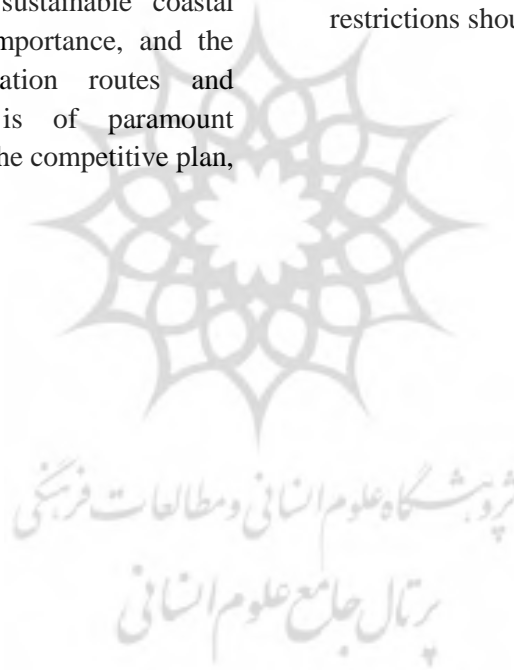 sustainable coastal
mportance, and the
ation routes and
is of paramount
he competitive plan,
restrictions shou
شگاه علوم انسانی و مطالعات فرهنگی
پرتال جامع علوم انسانی